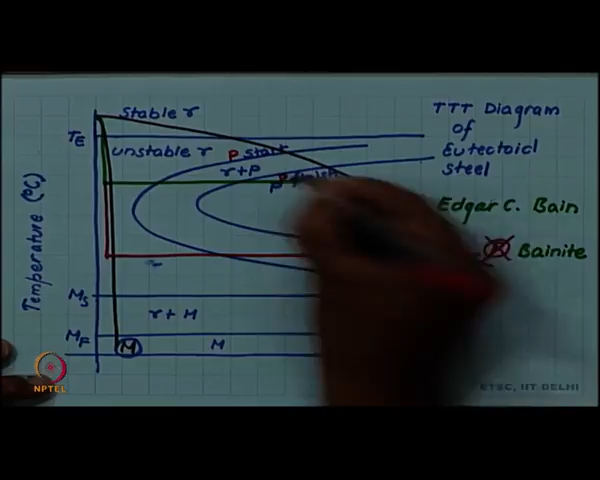 Stable γ
TTT Diagram
of
Eutectoid
steel
TE
unstable γ
P start
γ+P
P finish
P
Edgar C. Bain
Bainite
Temperature (°C)
MS
γ+M
MF
M
M
NPTEL
ETSC, IIT DELHI